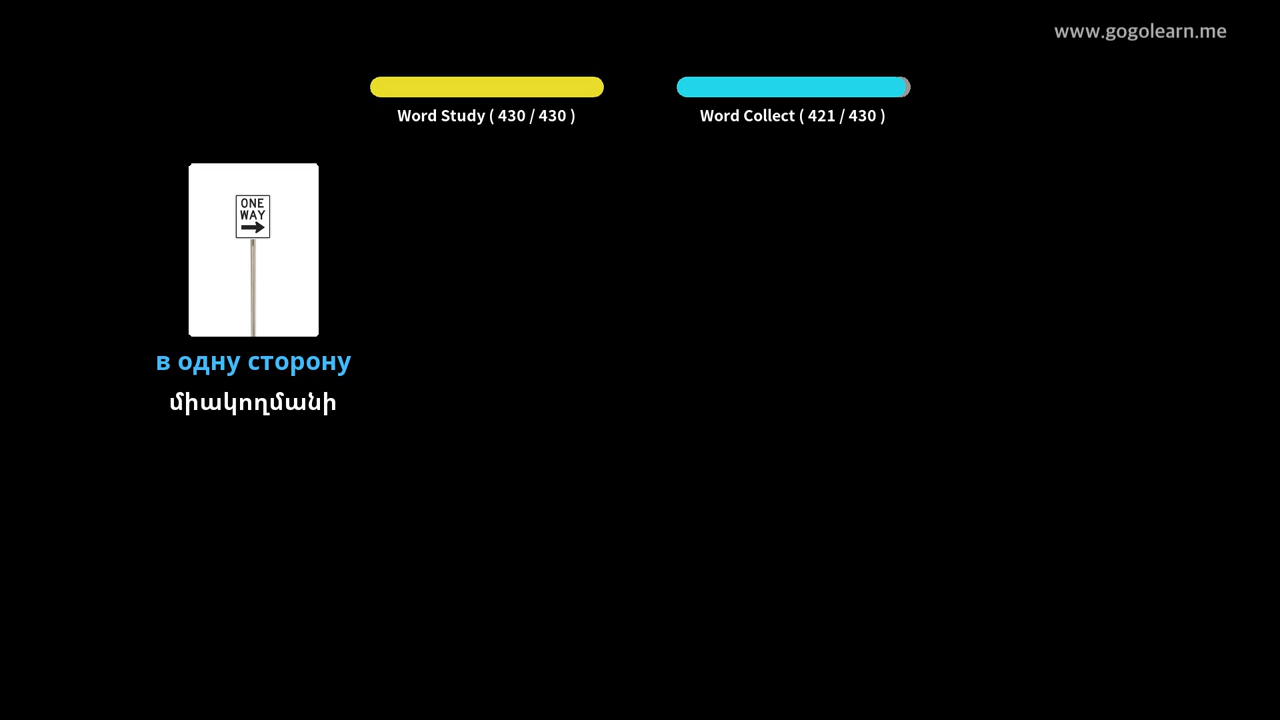 www.gogolearn.me
Word Study ( 430 / 430 )
Word Collect ( 421 / 430 )
ONE
WAY
в одну сторону
միակողմանի